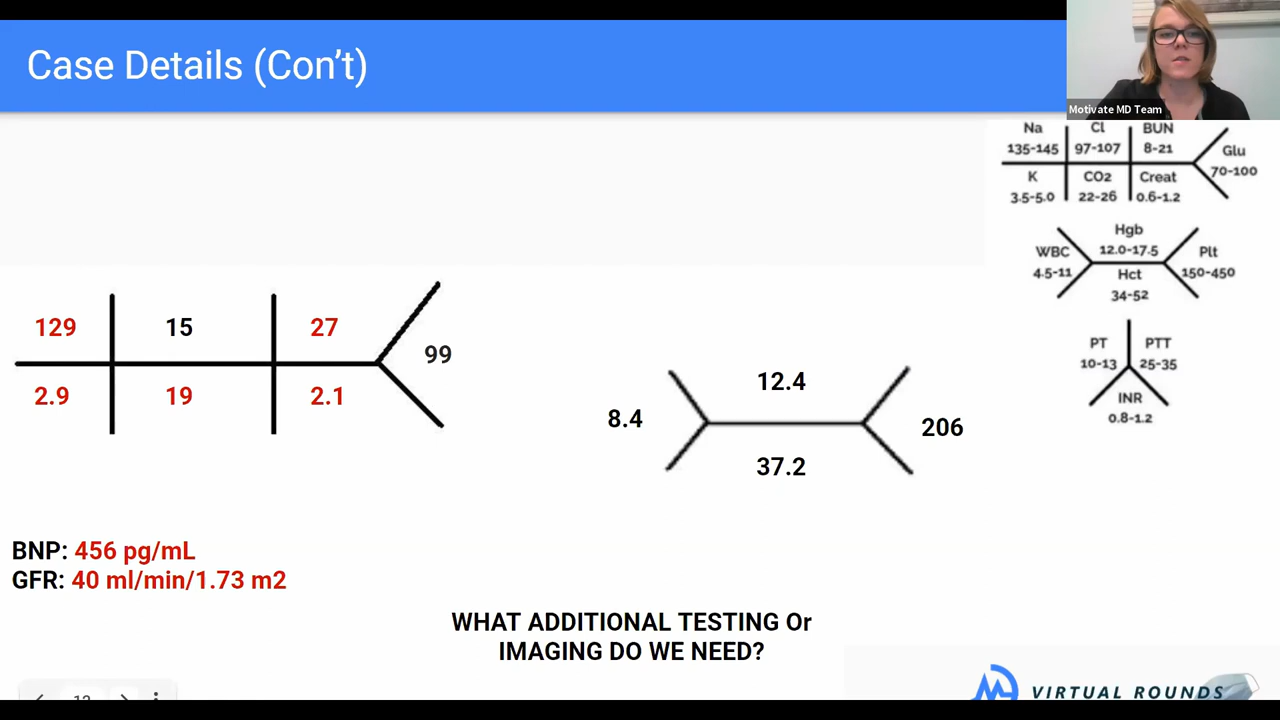 Case Details (Con’t)
Motivate MD Team
Na Cl BUN
135-145 97-107 8-21 Glu
K CO2 Creat 70-100
3.5-5.0 22-26 0.6-1.2
Hgb
WBC 12.0-17.5 Plt
4.5-11 Hct 150-450
34-52
PT PTT
10-13 25-35
INR
0.8-1.2
129 15 27
99
2.9 19 2.1
12.4
8.4 206
37.2
BNP: 456 pg/mL
GFR: 40 ml/min/1.73 m2
WHAT ADDITIONAL TESTING Or
IMAGING DO WE NEED?
VIRTUAL ROUNDS